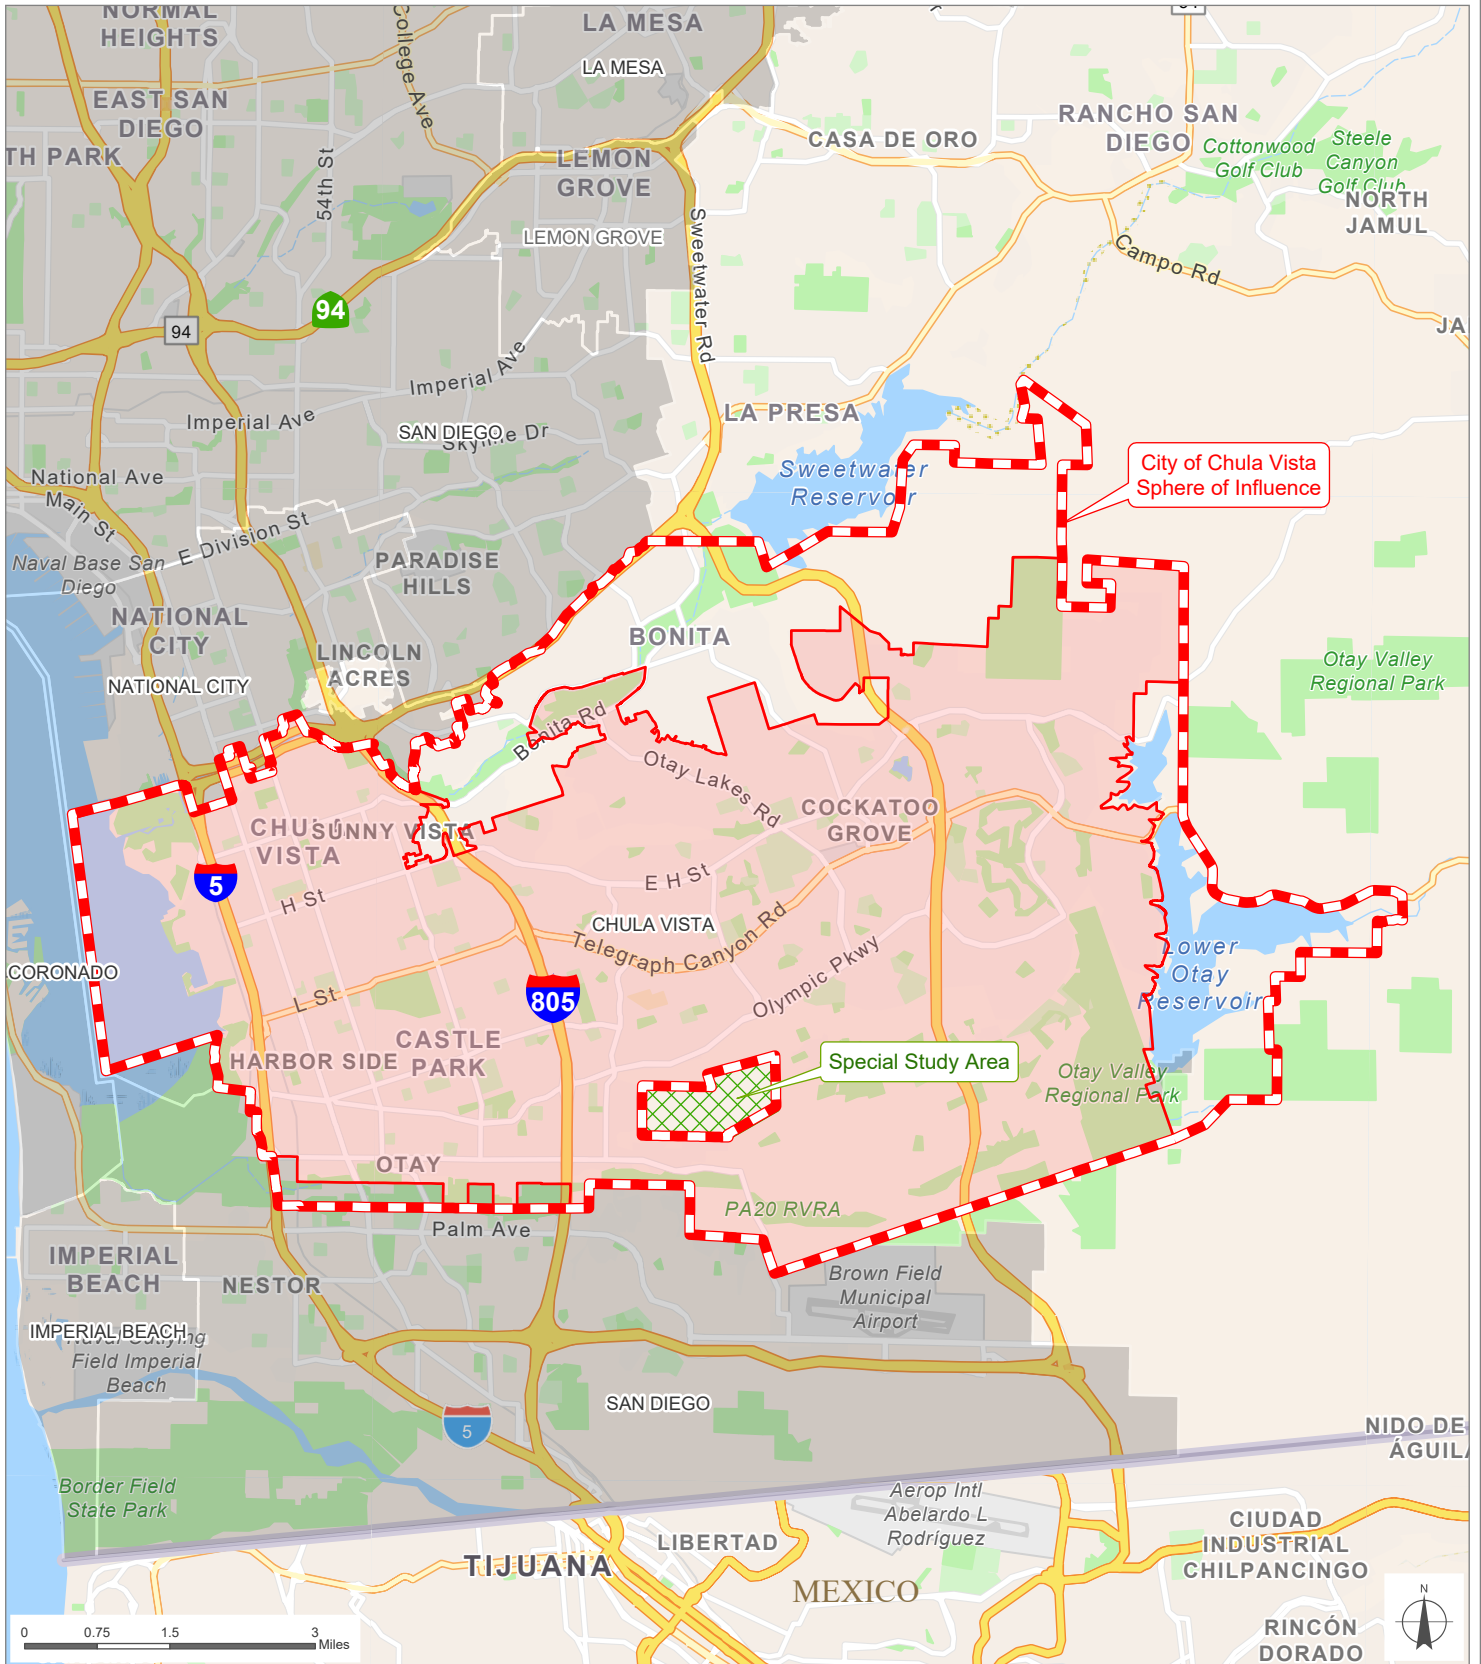 NORMAL
HEIGHTS
College Ave
LA MESA
LA MESA
EAST SAN
DIEGO
TH PARK
54th St
LEMON
GROVE
LEMON GROVE
CASA DE ORO
RANCHO SAN
DIEGO
Cottonwood
Golf Club
Steele
Canyon
Golf Club
NORTH
JAMUL
Campo Rd
Sweetwater Rd
94
94
JA
Imperial Ave
Imperial Ave
SAN DIEGO
Skyline Dr
LA PRESA
National Ave
Main St
E Division St
Sweetwater
Reservoir
City of Chula Vista
Sphere of Influence
Naval Base San
Diego
PARADISE
HILLS
NATIONAL
CITY
NATIONAL CITY
LINCOLN
ACRES
BONITA
Otay Valley
Regional Park
Bonita Rd
Otay Lakes Rd
COCKATOO
GROVE
CHULA
VISTA
SUNNY VISTA
5
H St
E H St
CHULA VISTA
Telegraph Canyon Rd
Olympic Pkwy
CORONADO
L St
805
Lower
Otay
Reservoir
CASTLE
PARK
HARBOR SIDE
Special Study Area
Otay Valley
Regional Park
OTAY
PA20 RVRA
Palm Ave
IMPERIAL
BEACH
NESTOR
Brown Field
Municipal
Airport
IMPERIAL BEACH
Naval Outlying
Field Imperial
Beach
SAN DIEGO
5
NIDO DE
ÁGUILA
Border Field
State Park
Aerop Intl
Abelardo L
Rodríguez
LIBERTAD
TIJUANA
MEXICO
CIUDAD
INDUSTRIAL
CHILPANCINGO
RINCÓN
DORADO
N
0 0.75 1.5 3
Miles